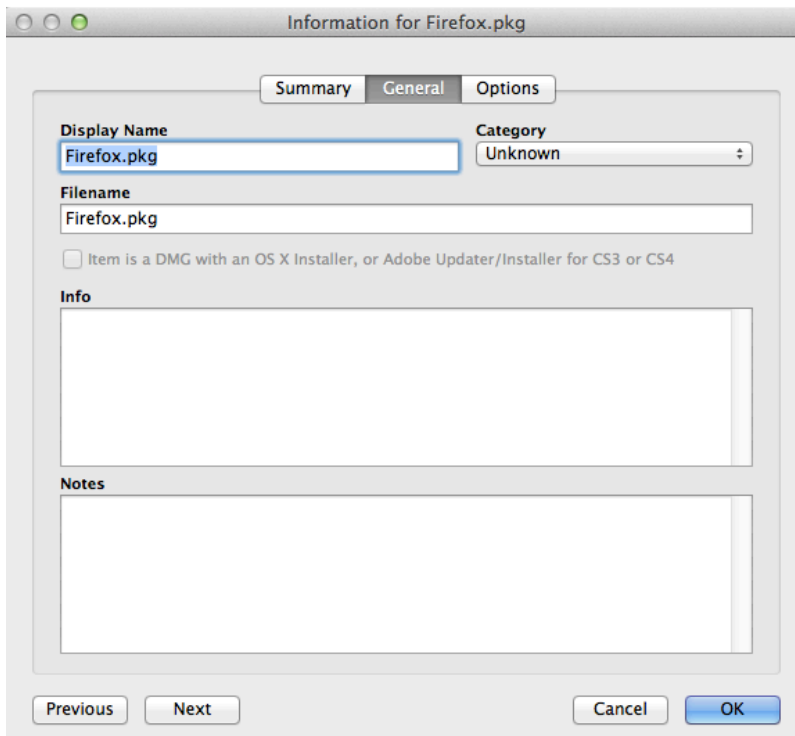 Information for Firefox.pkg
Summary General Options
Display Name Category
Firefox.pkg Unknown
Filename
Firefox.pkg
Item is a DMG with an OS X Installer, or Adobe Updater/Installer for CS3 or CS4
Info
Notes
Previous Next Cancel OK